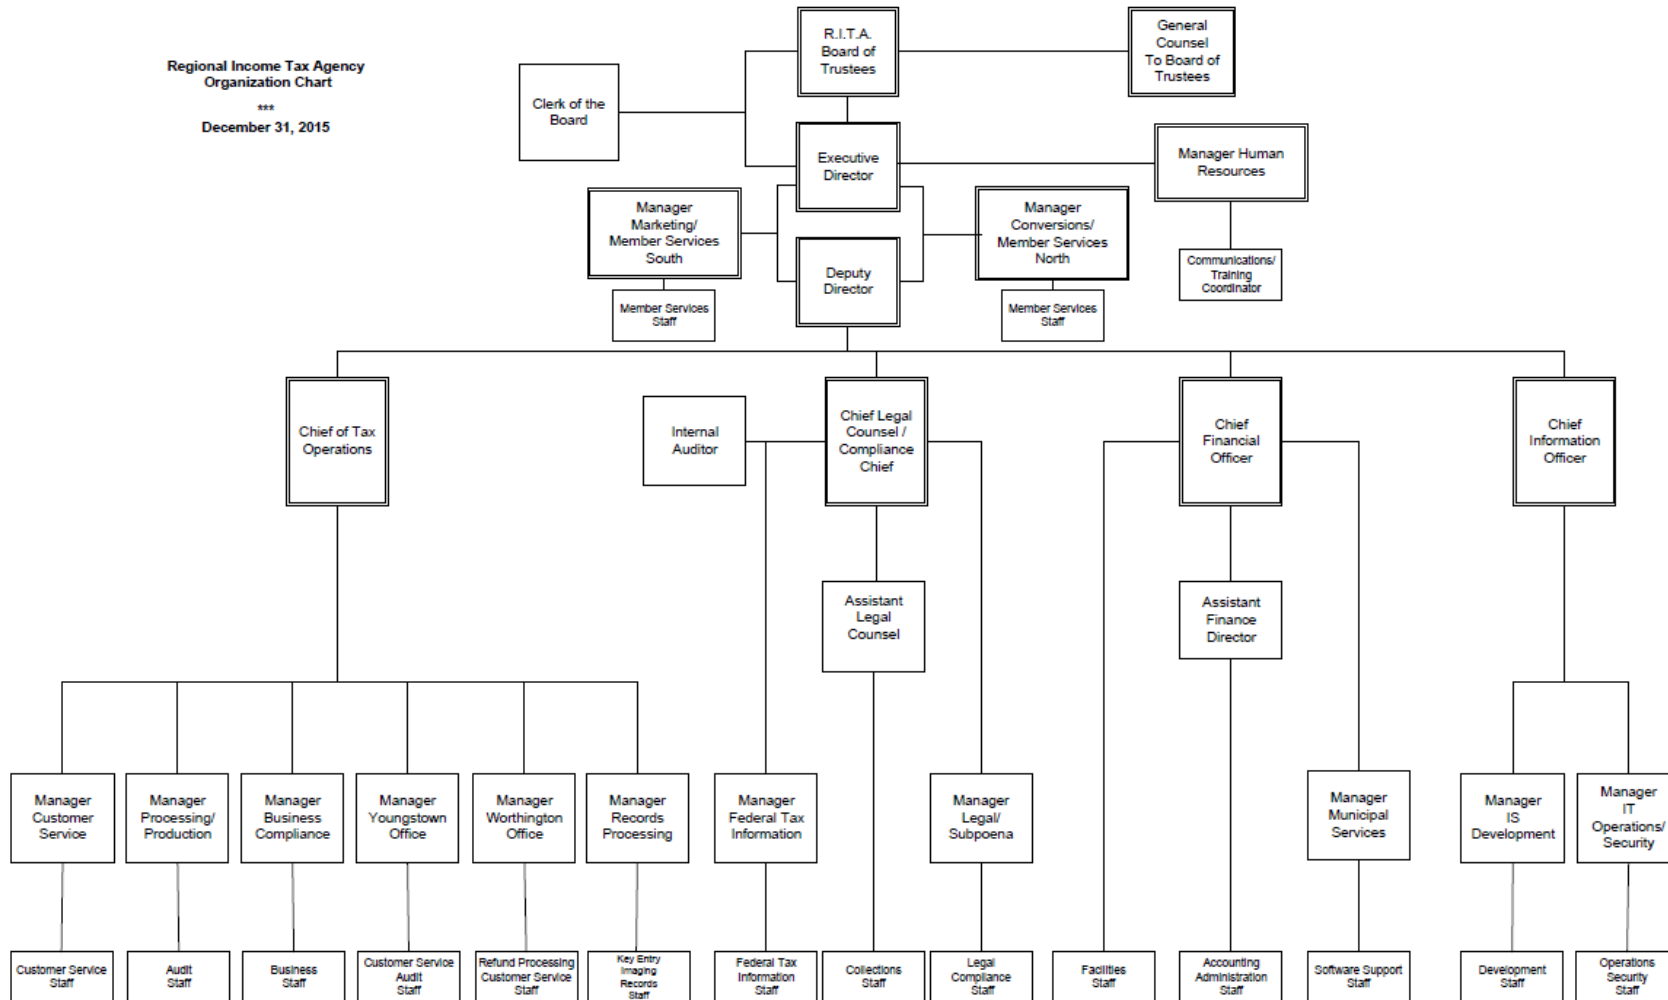 Regional Income Tax Agency
Organization Chart
***
December 31, 2015
R.I.T.A.
Board of
Trustees
General
Counsel
To Board of
Trustees
Clerk of the
Board
Executive
Director
Manager Human
Resources
Manager
Marketing/
Member Services
South
Manager
Conversions/
Member Services
North
Deputy
Director
Communications/
Training
Coordinator
Member Services
Staff
Member Services
Staff
Chief of Tax
Operations
Internal
Auditor
Chief Legal
Counsel /
Compliance
Chief
Chief
Financial
Officer
Chief
Information
Officer
Assistant
Legal
Counsel
Assistant
Finance
Director
Manager
Customer
Service
Manager
Processing/
Production
Manager
Business
Compliance
Manager
Youngstown
Office
Manager
Worthington
Office
Manager
Records
Processing
Manager
Federal Tax
Information
Manager
Legal/
Subpoena
Manager
Municipal
Services
Manager
IS
Development
Manager
IT
Operations/
Security
Customer Service
Staff
Audit
Staff
Business
Staff
Customer Service
Audit
Staff
Refund Processing
Customer Service
Staff
Key Entry
Imaging
Records
Staff
Federal Tax
Information
Staff
Collections
Staff
Legal
Compliance
Staff
Facilities
Staff
Accounting
Administration
Staff
Software Support
Staff
Development
Staff
Operations
Security
Staff